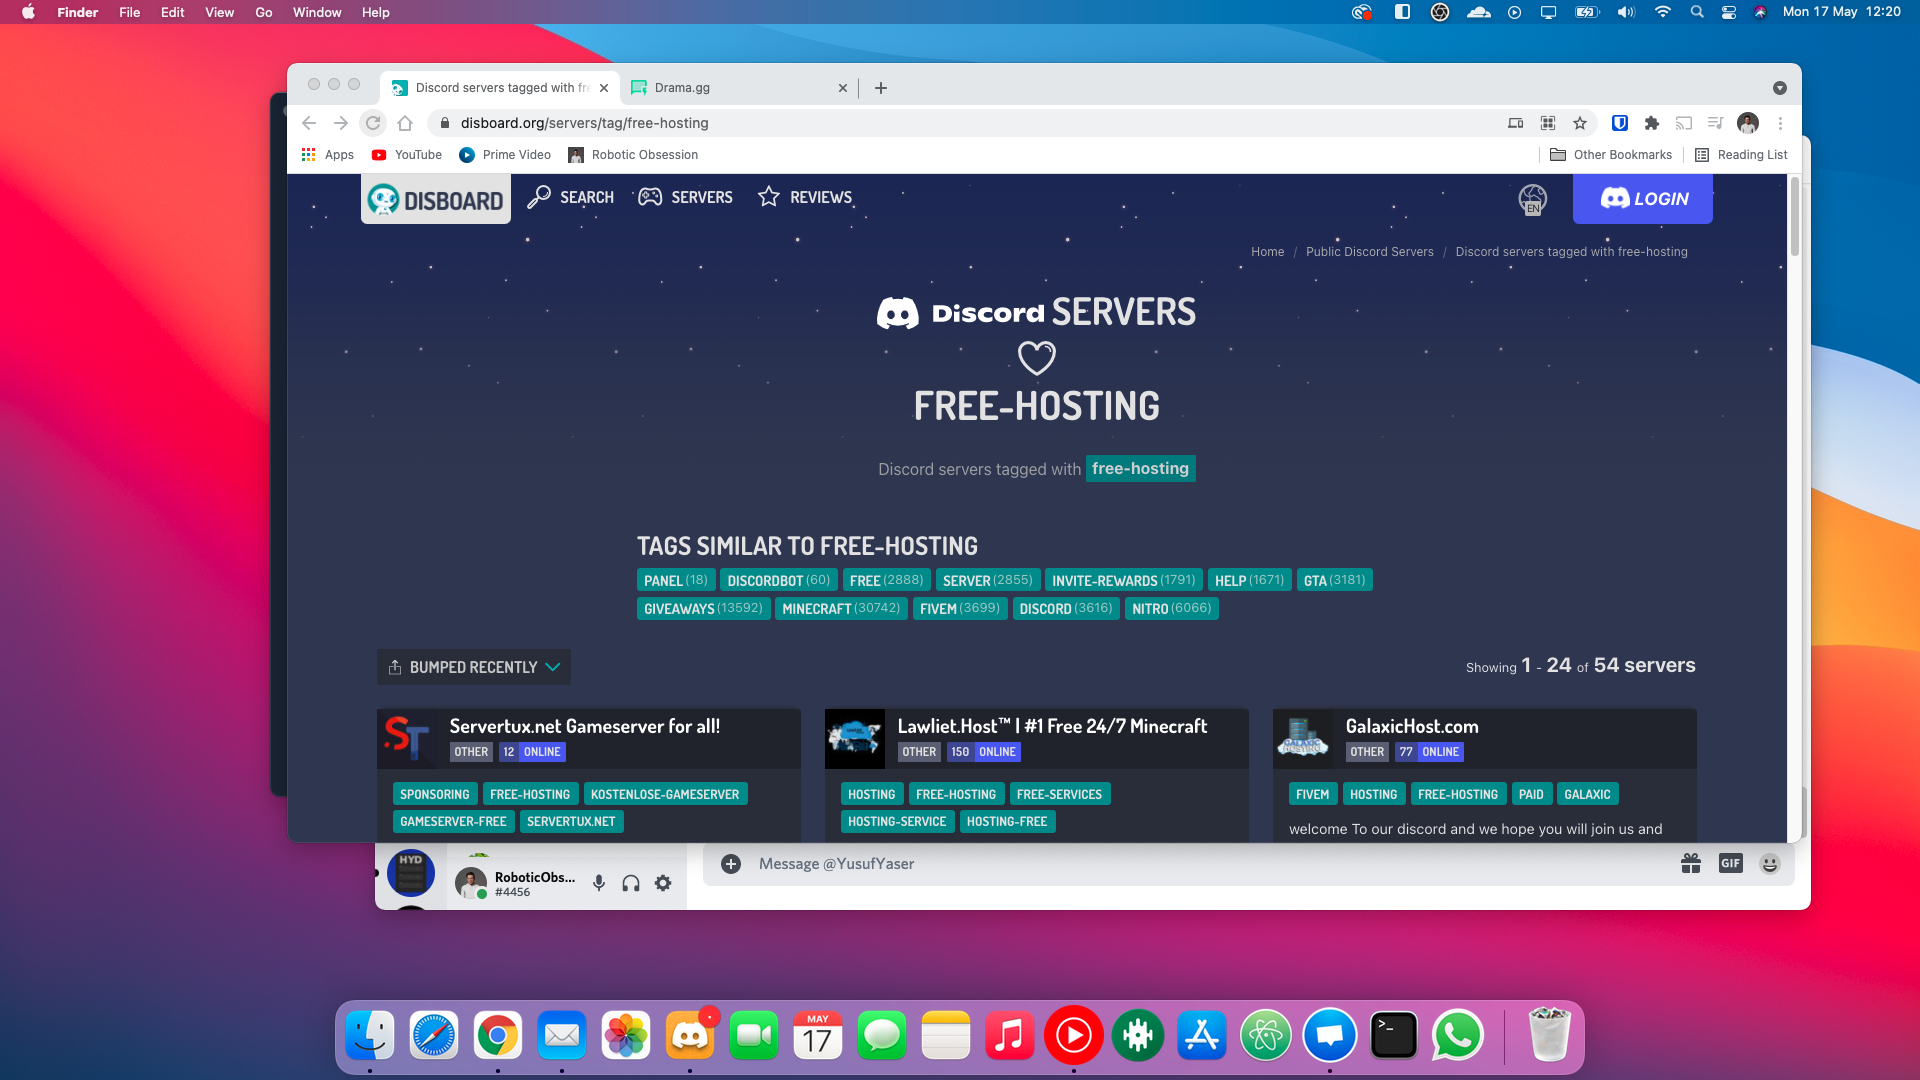 Finder File Edit View Go Window Help
Mon 17 May 12:20
Discord servers tagged with fre
Drama.gg
disboard.org/servers/tag/free-hosting
Apps YouTube Prime Video Robotic Obsession
Other Bookmarks Reading List
DISBOARD SEARCH SERVERS REVIEWS
EN
LOGIN
Home / Public Discord Servers / Discord servers tagged with free-hosting
Discord SERVERS
FREE-HOSTING
Discord servers tagged with free-hosting
TAGS SIMILAR TO FREE-HOSTING
PANEL (18) DISCORDBOT (60) FREE (2888) SERVER (2855) INVITE-REWARDS (1791) HELP (1671) GTA (3181)
GIVEAWAYS (13592) MINECRAFT (30742) FIVEM (3699) DISCORD (3616) NITRO (6066)
BUMPED RECENTLY
Showing 1 - 24 of 54 servers
ST
Servertux.net Gameserver for all!
OTHER 12 ONLINE
SPONSORING FREE-HOSTING KOSTENLOSE-GAMESERVER
GAMESERVER-FREE SERVERTUX.NET
Lawliet.Host™ | #1 Free 24/7 Minecraft
OTHER 150 ONLINE
HOSTING FREE-HOSTING FREE-SERVICES
HOSTING-SERVICE HOSTING-FREE
GalaxicHost.com
OTHER 77 ONLINE
FIVEM HOSTING FREE-HOSTING PAID GALAXIC
welcome To our discord and we hope you will join us and
HYD
RoboticObs...
#4456
Message @YusufYaser
GIF
MAY
17
>_